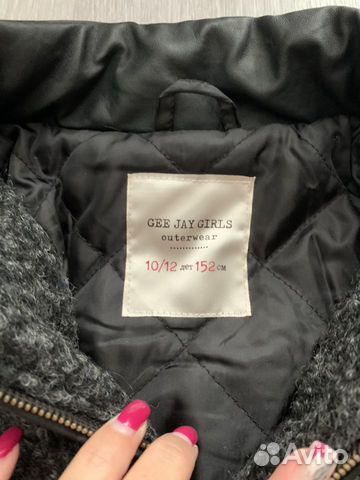 GEE JAY GIRLS
outerwear
10/12 лет 152 см
Avito